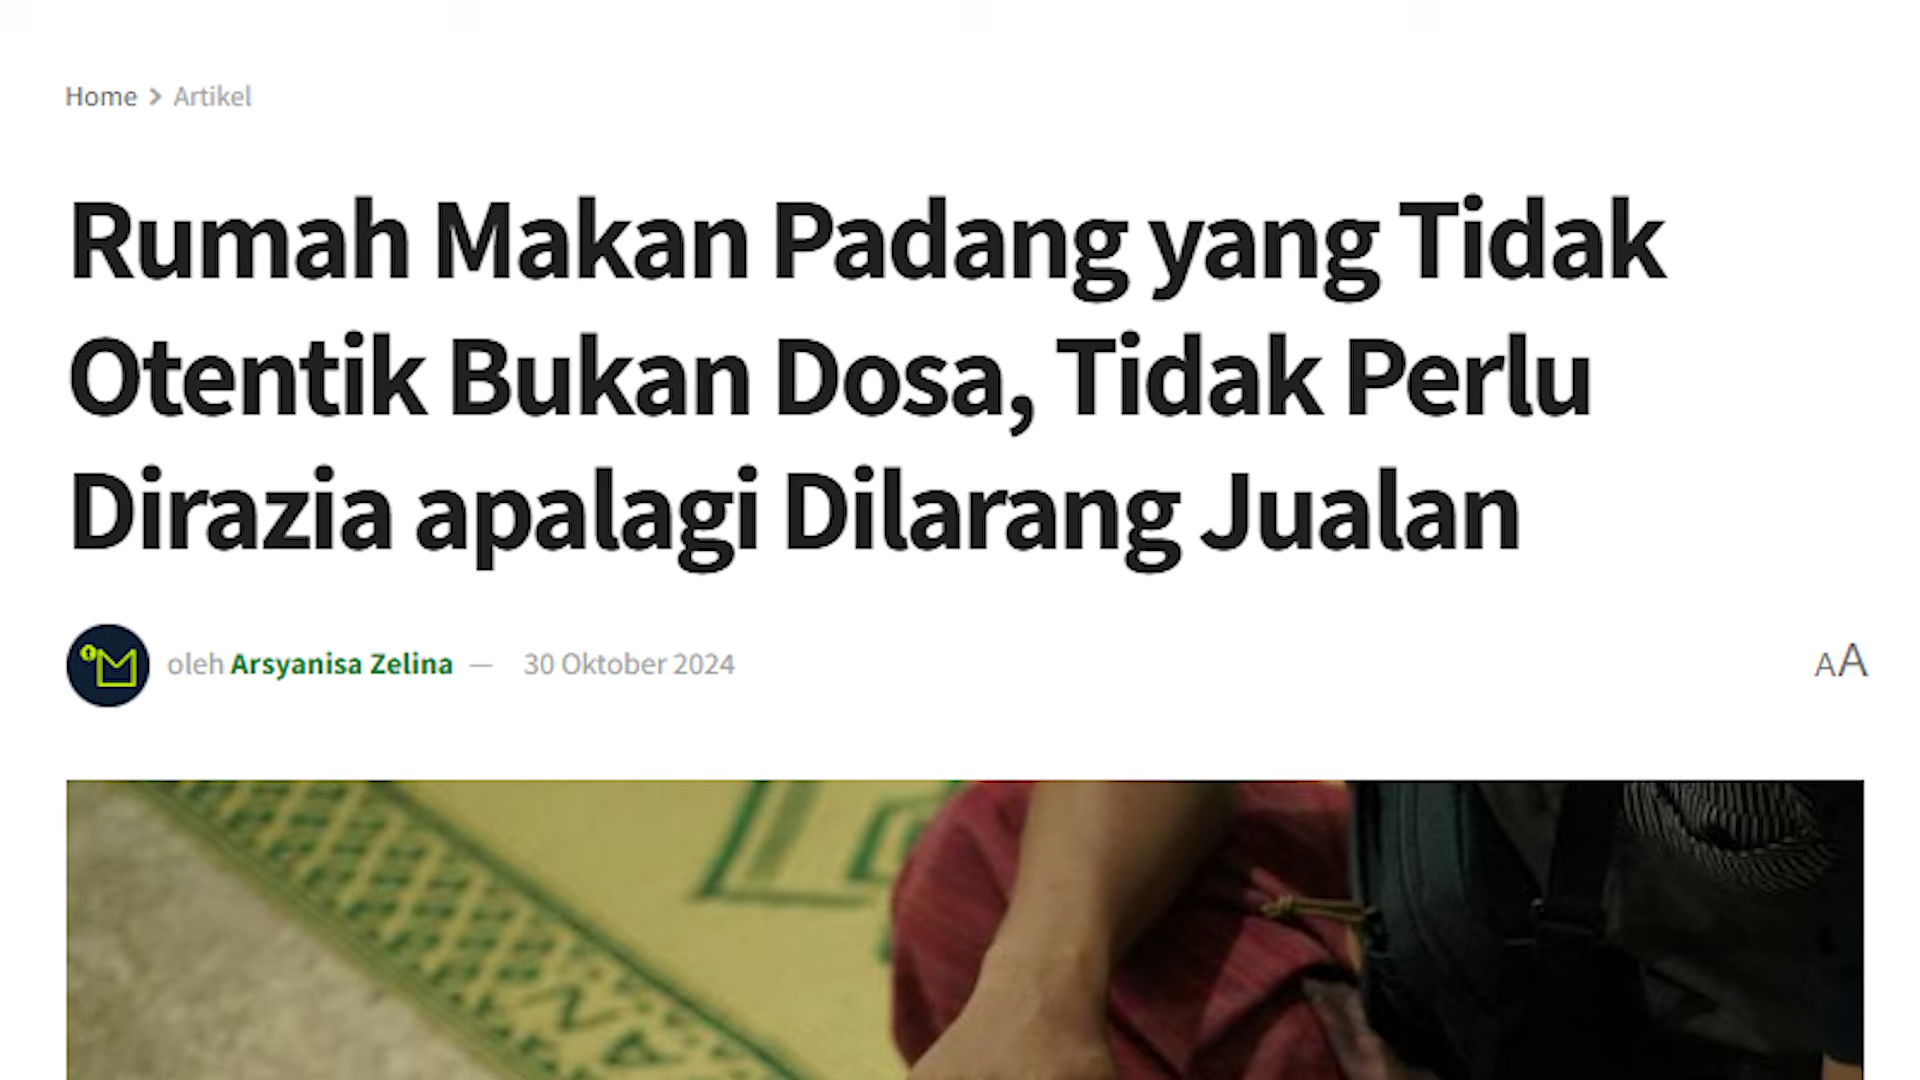 Home > Artikel
Rumah Makan Padang yang Tidak
Otentik Bukan Dosa, Tidak Perlu
Dirazia apalagi Dilarang Jualan
oleh Arsyanisa Zelina — 30 Oktober 2024
AA